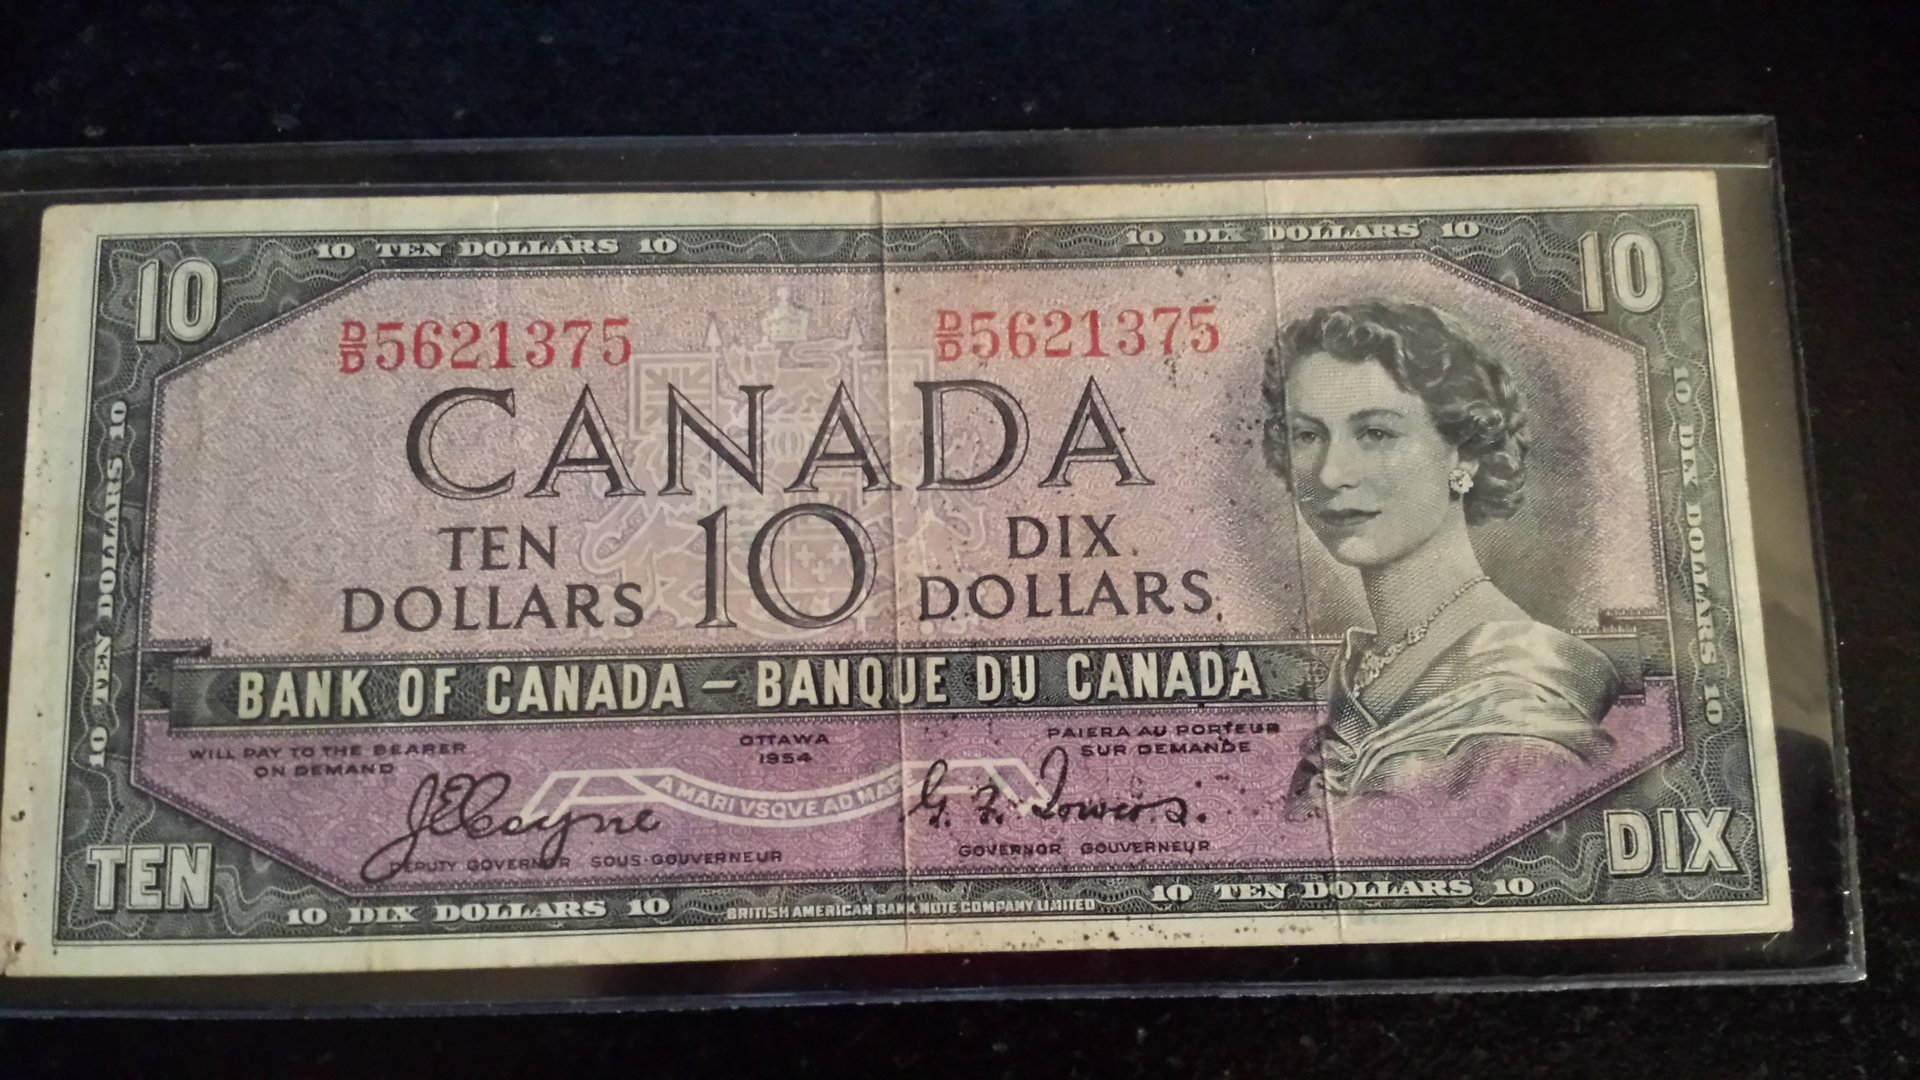 10 TEN DOLLARS 10
10 DIX DOLLARS 10
10
10
D/D 5621375
D/D 5621375
CANADA
TEN DOLLARS
10
DIX DOLLARS
10 TEN DOLLARS 10
10 DIX DOLLARS 10
BANK OF CANADA – BANQUE DU CANADA
WILL PAY TO THE BEARER
ON DEMAND
OTTAWA
1954
PAIERA AU PORTEUR
SUR DEMANDE
A MARI VSQVE AD MAR
J E Coyne
G. F. Towers.
DEPUTY GOVERNOR SOUS-GOUVERNEUR
GOVERNOR GOUVERNEUR
TEN
DIX
10 DIX DOLLARS 10
BRITISH AMERICAN BANK NOTE COMPANY LIMITED
10 TEN DOLLARS 10